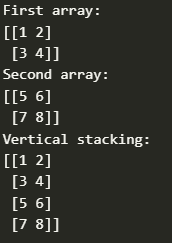 First array:
[[1 2]
 [3 4]]
Second array:
[[5 6]
 [7 8]]
Vertical stacking:
[[1 2]
 [3 4]
 [5 6]
 [7 8]]